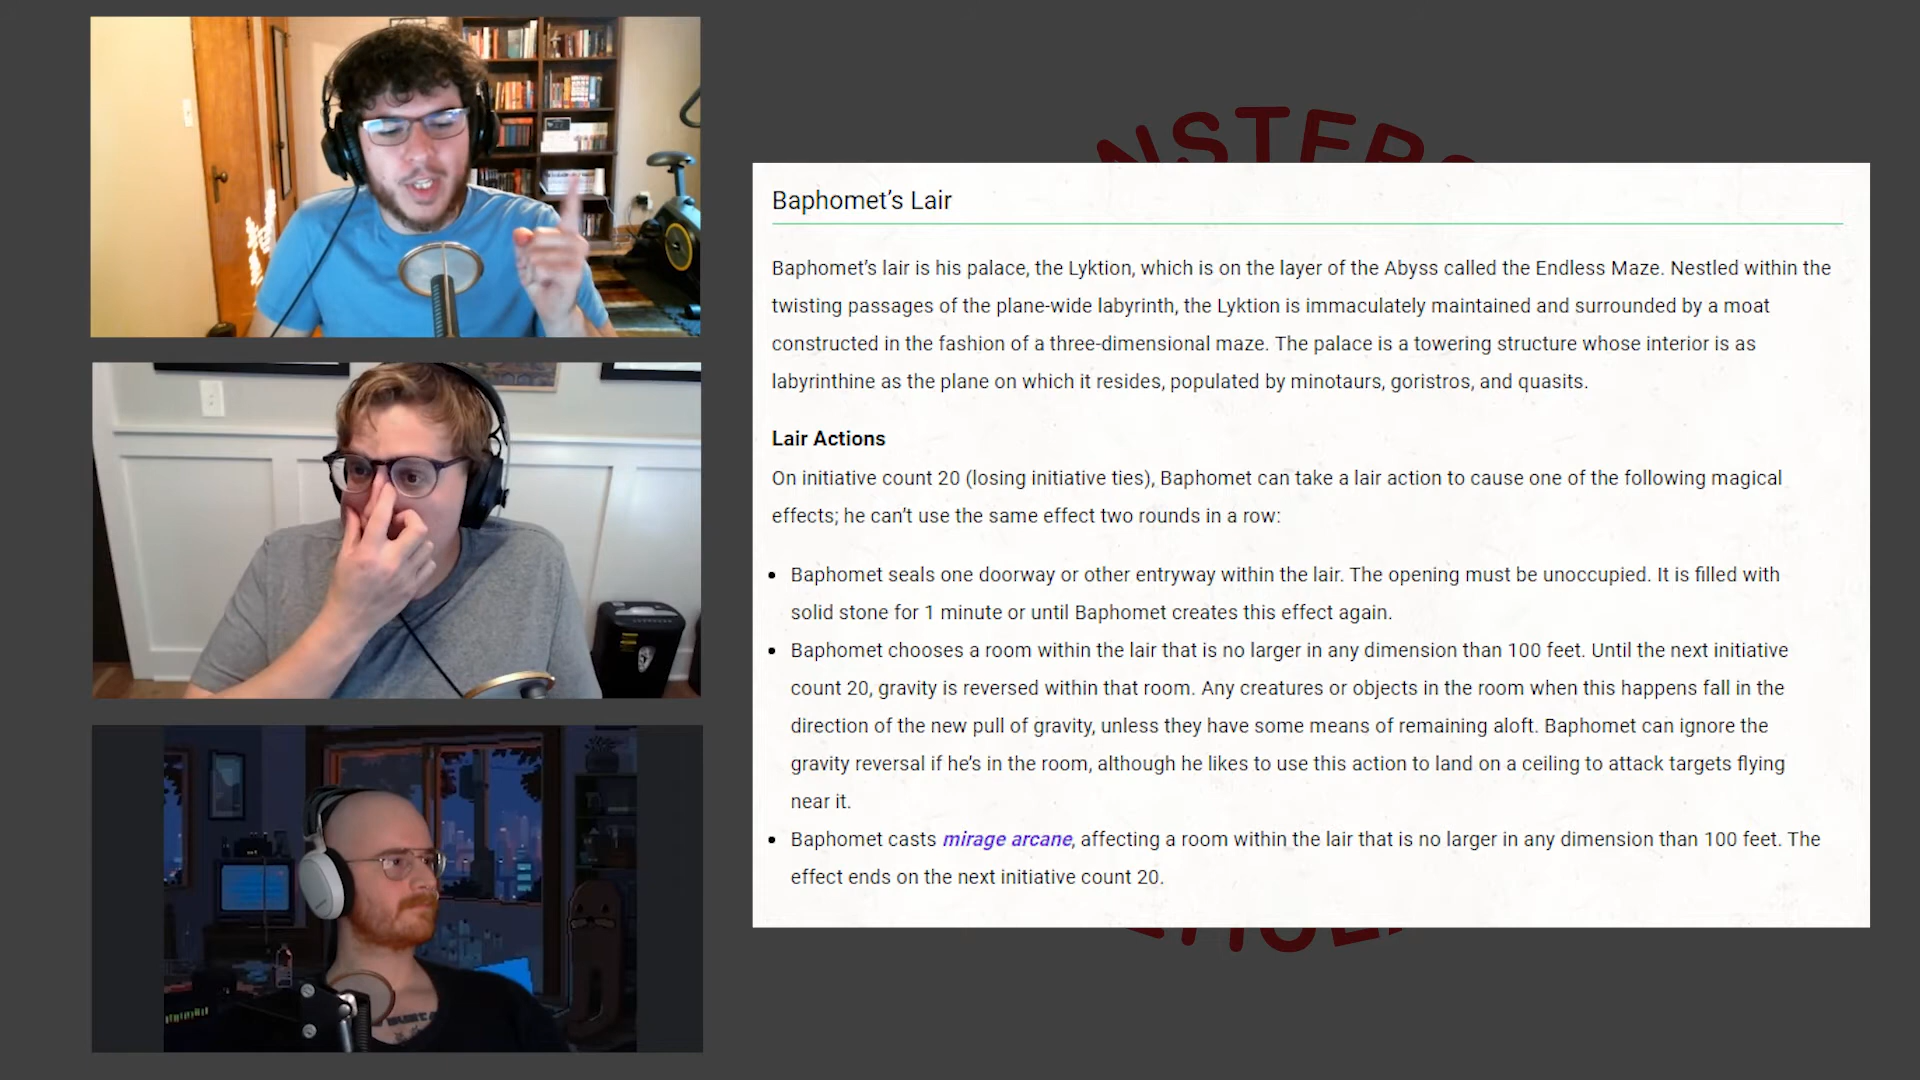 NSTER
Baphomet's Lair
Baphomet's lair is his palace, the Lyktion, which is on the layer of the Abyss called the Endless Maze. Nestled within the
twisting passages of the plane-wide labyrinth, the Lyktion is immaculately maintained and surrounded by a moat
constructed in the fashion of a three-dimensional maze. The palace is a towering structure whose interior is as
labyrinthine as the plane on which it resides, populated by minotaurs, goristros, and quasits.
Lair Actions
On initiative count 20 (losing initiative ties), Baphomet can take a lair action to cause one of the following magical
effects; he can't use the same effect two rounds in a row:
• Baphomet seals one doorway or other entryway within the lair. The opening must be unoccupied. It is filled with
solid stone for 1 minute or until Baphomet creates this effect again.
• Baphomet chooses a room within the lair that is no larger in any dimension than 100 feet. Until the next initiative
count 20, gravity is reversed within that room. Any creatures or objects in the room when this happens fall in the
direction of the new pull of gravity, unless they have some means of remaining aloft. Baphomet can ignore the
gravity reversal if he's in the room, although he likes to use this action to land on a ceiling to attack targets flying
near it.
• Baphomet casts mirage arcane, affecting a room within the lair that is no larger in any dimension than 100 feet. The
effect ends on the next initiative count 20.